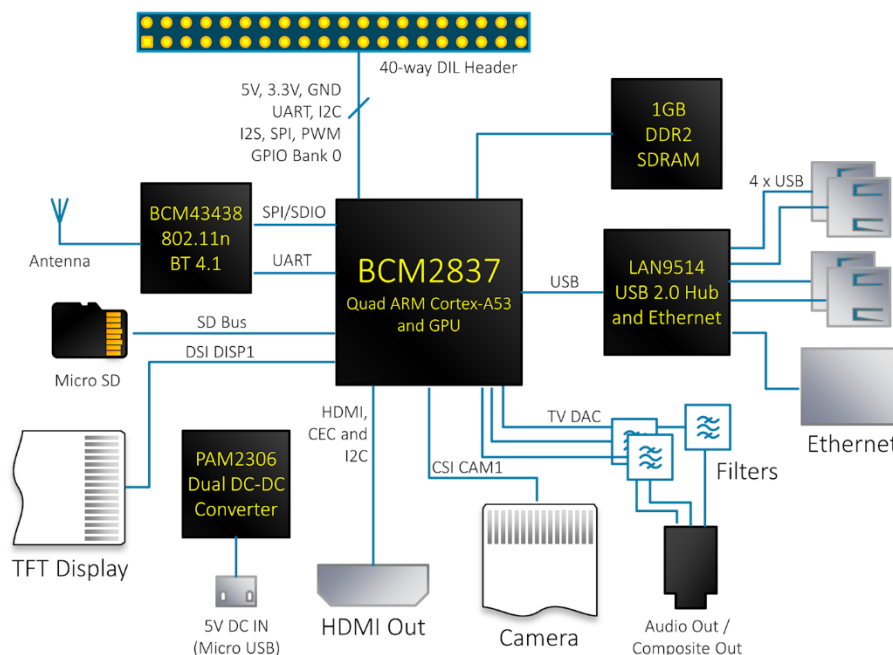 40-way DIL Header
5V, 3.3V, GND
UART, I2C
I2S, SPI, PWM
GPIO Bank 0
1GB
DDR2
SDRAM
4 x USB
BCM43438
802.11n
BT 4.1
SPI/SDIO
UART
Antenna
BCM2837
Quad ARM Cortex-A53
and GPU
USB
LAN9514
USB 2.0 Hub
and Ethernet
SD Bus
Micro SD
DSI DISP1
HDMI,
CEC and
I2C
TV DAC
Ethernet
PAM2306
Dual DC-DC
Converter
CSI CAM1
Filters
TFT Display
5V DC IN
(Micro USB)
HDMI Out
Camera
Audio Out /
Composite Out